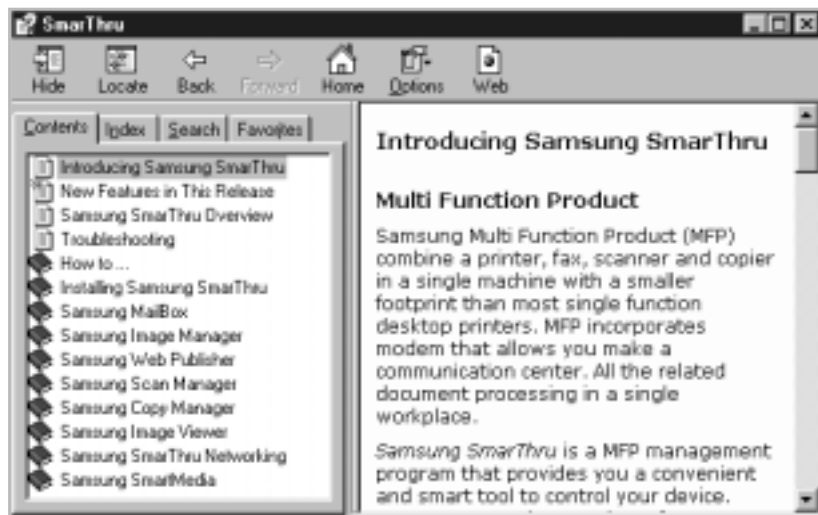 SmarThru
Hide Locate Back Forward Home Options Web
Contents Index Search Favorites
Introducing Samsung SmarThru
New Features in This Release
Samsung SmarThru Overview
Troubleshooting
How to ...
Installing Samsung SmarThru
Samsung MailBox
Samsung Image Manager
Samsung Web Publisher
Samsung Scan Manager
Samsung Copy Manager
Samsung Image Viewer
Samsung SmarThru Networking
Samsung SmartMedia
Introducing Samsung SmarThru
Multi Function Product
Samsung Multi Function Product (MFP)
combine a printer, fax, scanner and copier
in a single machine with a smaller
footprint than most single function
desktop printers. MFP incorporates
modem that allows you make a
communication center. All the related
document processing in a single
workplace.
Samsung SmarThru is a MFP management
program that provides you a convenient
and smart tool to control your device.